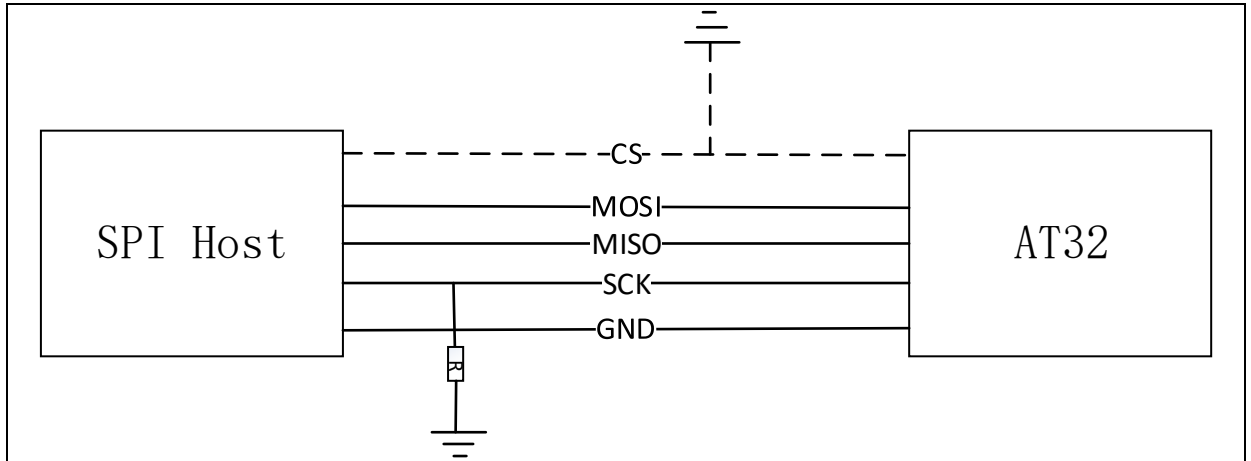 CS
MOSI
SPI Host
MISO
AT32
SCK
GND
R